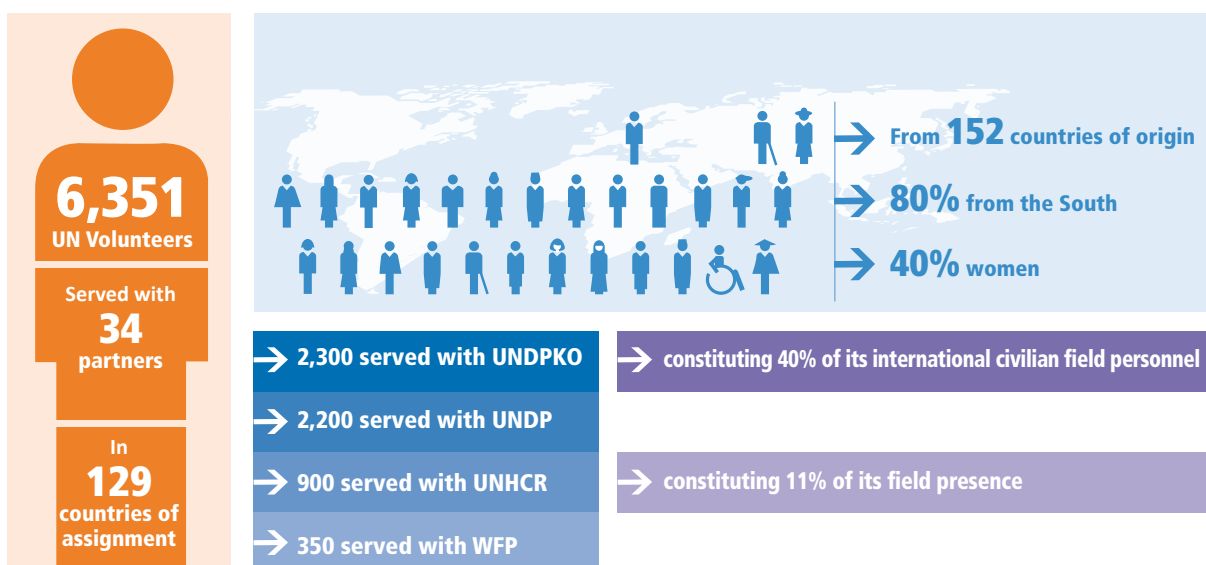 6,351
UN Volunteers
Served with
34
partners
In
129
countries of
assignment
From 152 countries of origin
80% from the South
40% women
2,300 served with UNDPKO
constituting 40% of its international civilian field personnel
2,200 served with UNDP
900 served with UNHCR
constituting 11% of its field presence
350 served with WFP